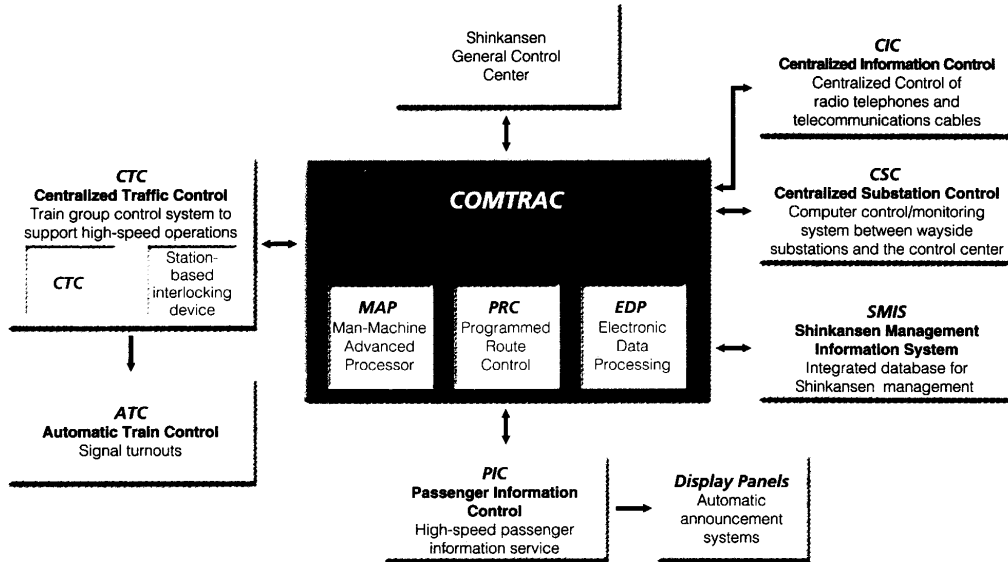 Shinkansen
General Control
Center
CIC
Centralized Information Control
Centralized Control of
radio telephones and
telecommunications cables
CTC
Centralized Traffic Control
Train group control system to
support high-speed operations
CTC
Station-
based
interlocking
device
COMTRAC
MAP
Man-Machine
Advanced
Processor
PRC
Programmed
Route
Control
EDP
Electronic
Data
Processing
CSC
Centralized Substation Control
Computer control/monitoring
system between wayside
substations and the control center
SMIS
Shinkansen Management
Information System
Integrated database for
Shinkansen management
ATC
Automatic Train Control
Signal turnouts
PIC
Passenger Information
Control
High-speed passenger
information service
Display Panels
Automatic
announcement
systems